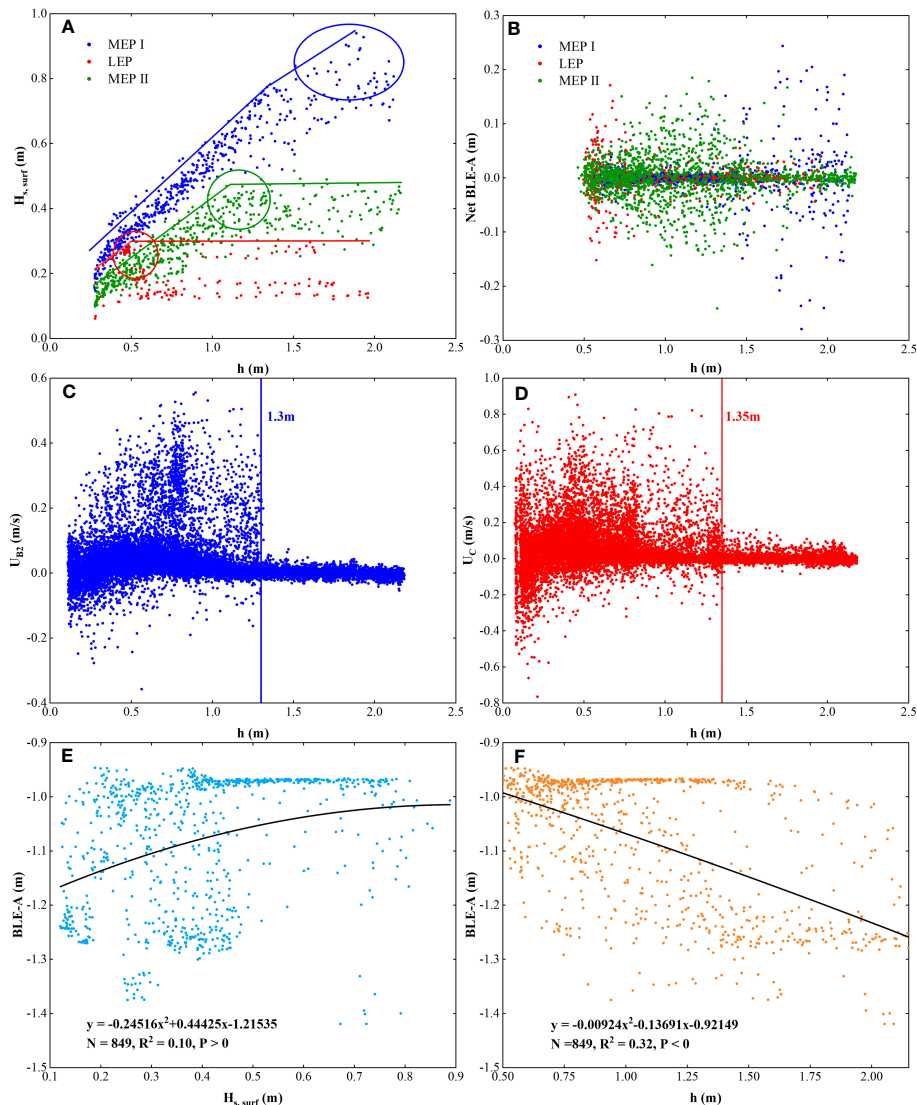 A
MEP I
LEP
MEP II
1.0
0.8
0.6
0.4
0.2
0.0
H_{s, surf} (m)
0.0 0.5 1.0 1.5 2.0 2.5
h (m)
B
MEP I
LEP
MEP II
0.3
0.2
0.1
0.0
-0.1
-0.2
-0.3
Net BLE-A (m)
0.0 0.5 1.0 1.5 2.0 2.5
h (m)
C
1.3m
0.6
0.4
0.2
0.0
-0.2
-0.4
U_{B2} (m/s)
0.0 0.5 1.0 1.5 2.0 2.5
h (m)
D
1.35m
1.0
0.8
0.6
0.4
0.2
0.0
-0.2
-0.4
-0.6
-0.8
U_C (m/s)
0.0 0.5 1.0 1.5 2.0 2.5
h (m)
E
-0.9
-1.0
-1.1
-1.2
-1.3
-1.4
-1.5
BLE-A (m)
y = -0.24516x²+0.44425x-1.21535
N = 849, R² = 0.10, P > 0
0.1 0.2 0.3 0.4 0.5 0.6 0.7 0.8 0.9
H_{s, surf} (m)
F
-0.9
-1.0
-1.1
-1.2
-1.3
-1.4
-1.5
BLE-A (m)
y = -0.00924x²-0.13691x-0.92149
N =849, R² = 0.32, P < 0
0.50 0.75 1.00 1.25 1.50 1.75 2.00
h (m)